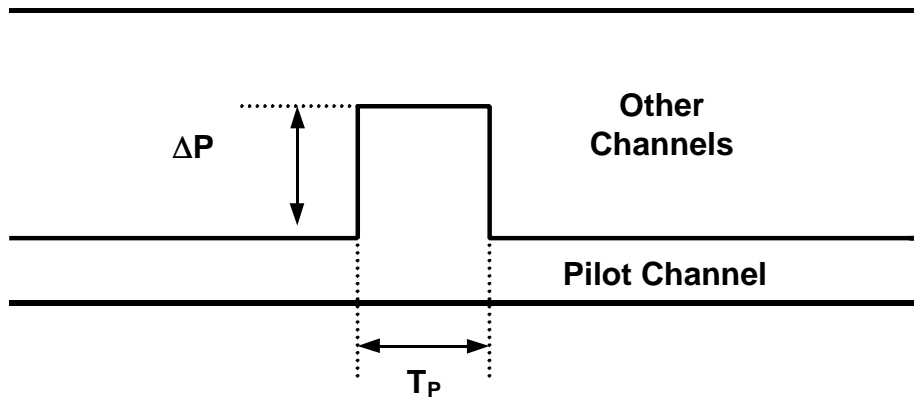 Other
Channels
ΔP
Pilot Channel
TP